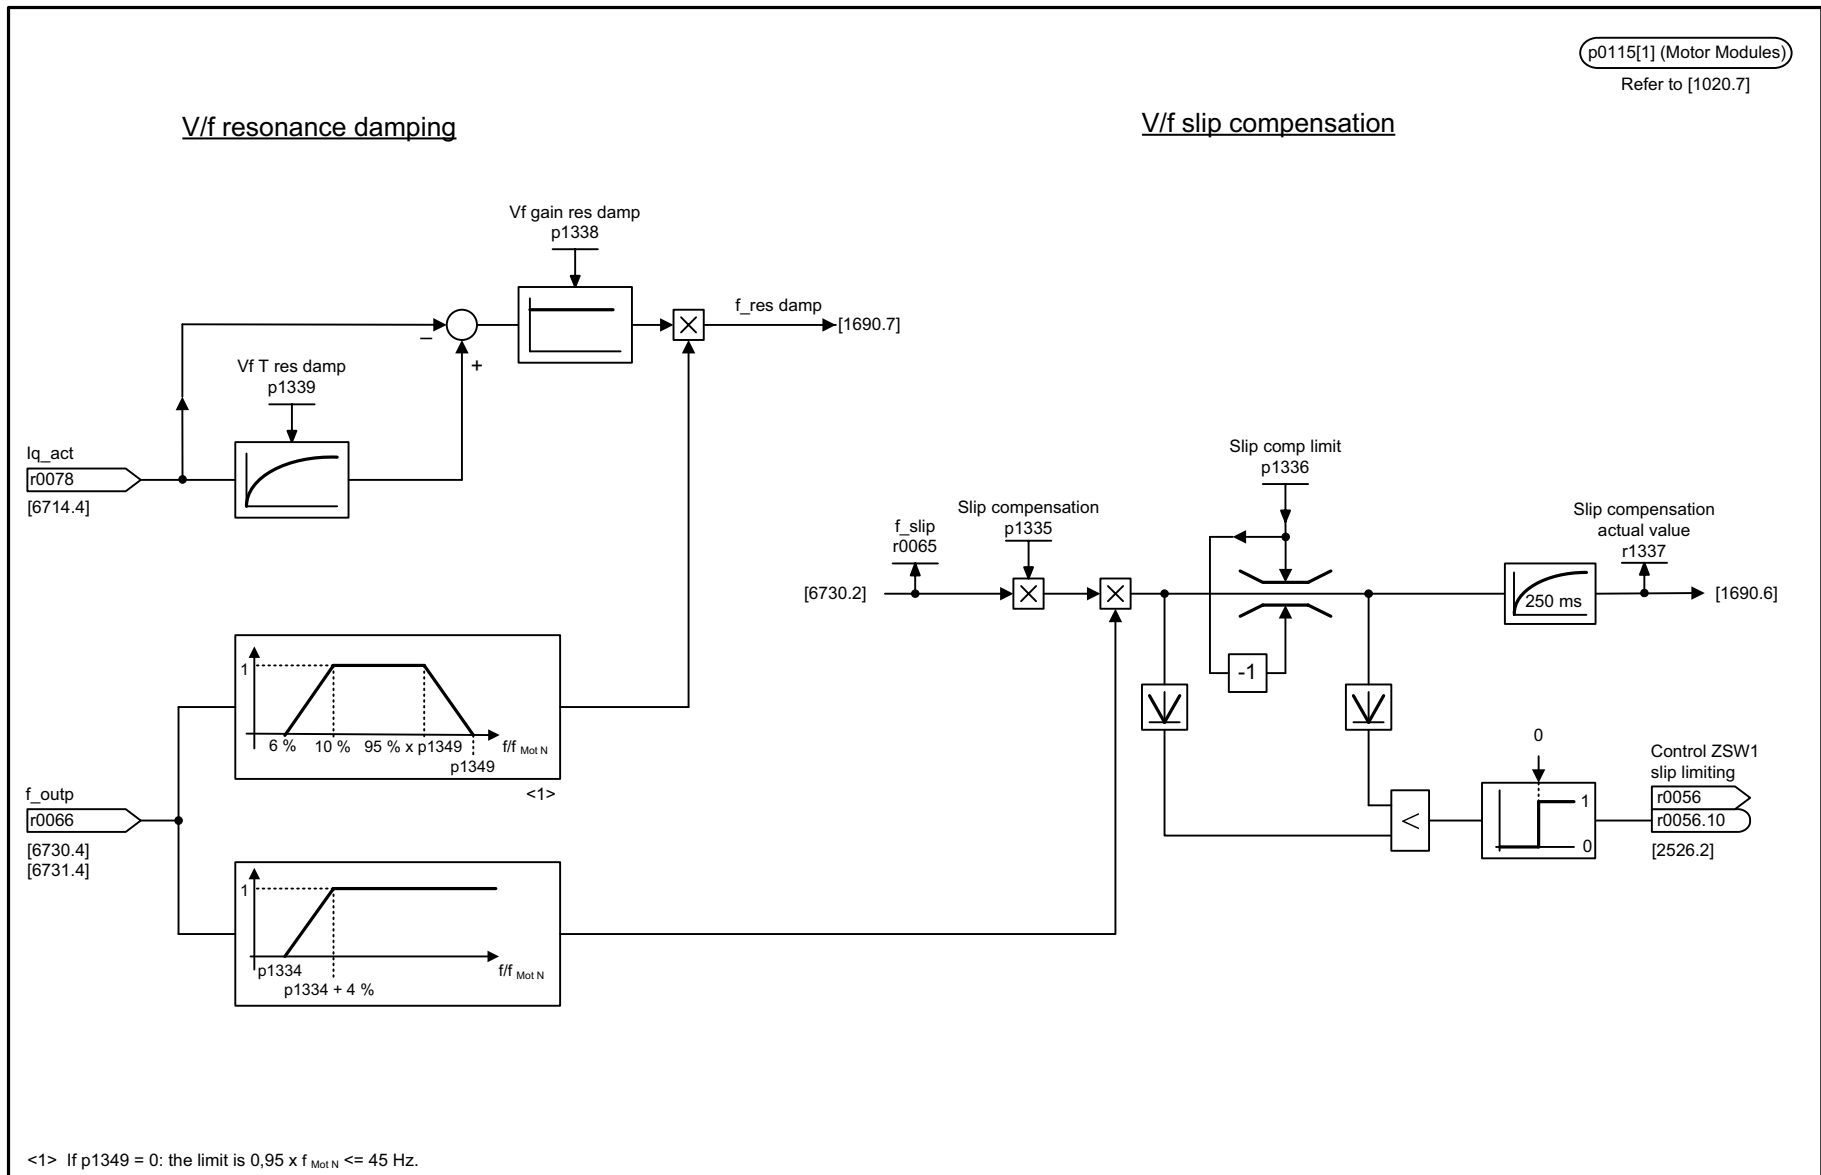 p0115[1] (Motor Modules)
Refer to [1020.7]
V/f resonance damping
V/f slip compensation
Vf gain res damp
p1338
f_res damp
[1690.7]
–
+
Vf T res damp
p1339
Iq_act
r0078
[6714.4]
Slip comp limit
p1336
Slip compensation
p1335
f_slip
r0065
Slip compensation
actual value
r1337
[6730.2]
250 ms
[1690.6]
-1
1
6 %
10 %
95 % x p1349
f/f Mot N
p1349
<1>
0
Control ZSW1
slip limiting
r0056
r0056.10
[2526.2]
1
0
<
f_outp
r0066
[6730.4]
[6731.4]
1
p1334
p1334 + 4 %
f/f Mot N
<1> If p1349 = 0: the limit is 0,95 x f Mot N <= 45 Hz.